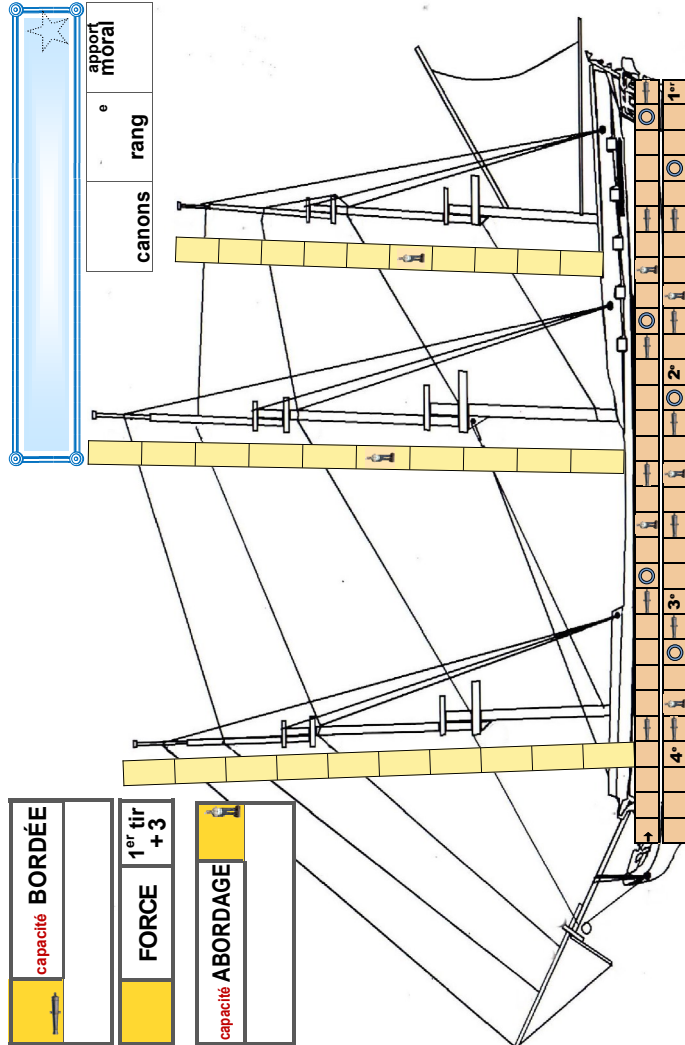 capacité BORDÉE
FORCE
1er tir
+ 3
capacité ABORDAGE
canons
e
rang
apport
moral
4e
3e
2e
1er